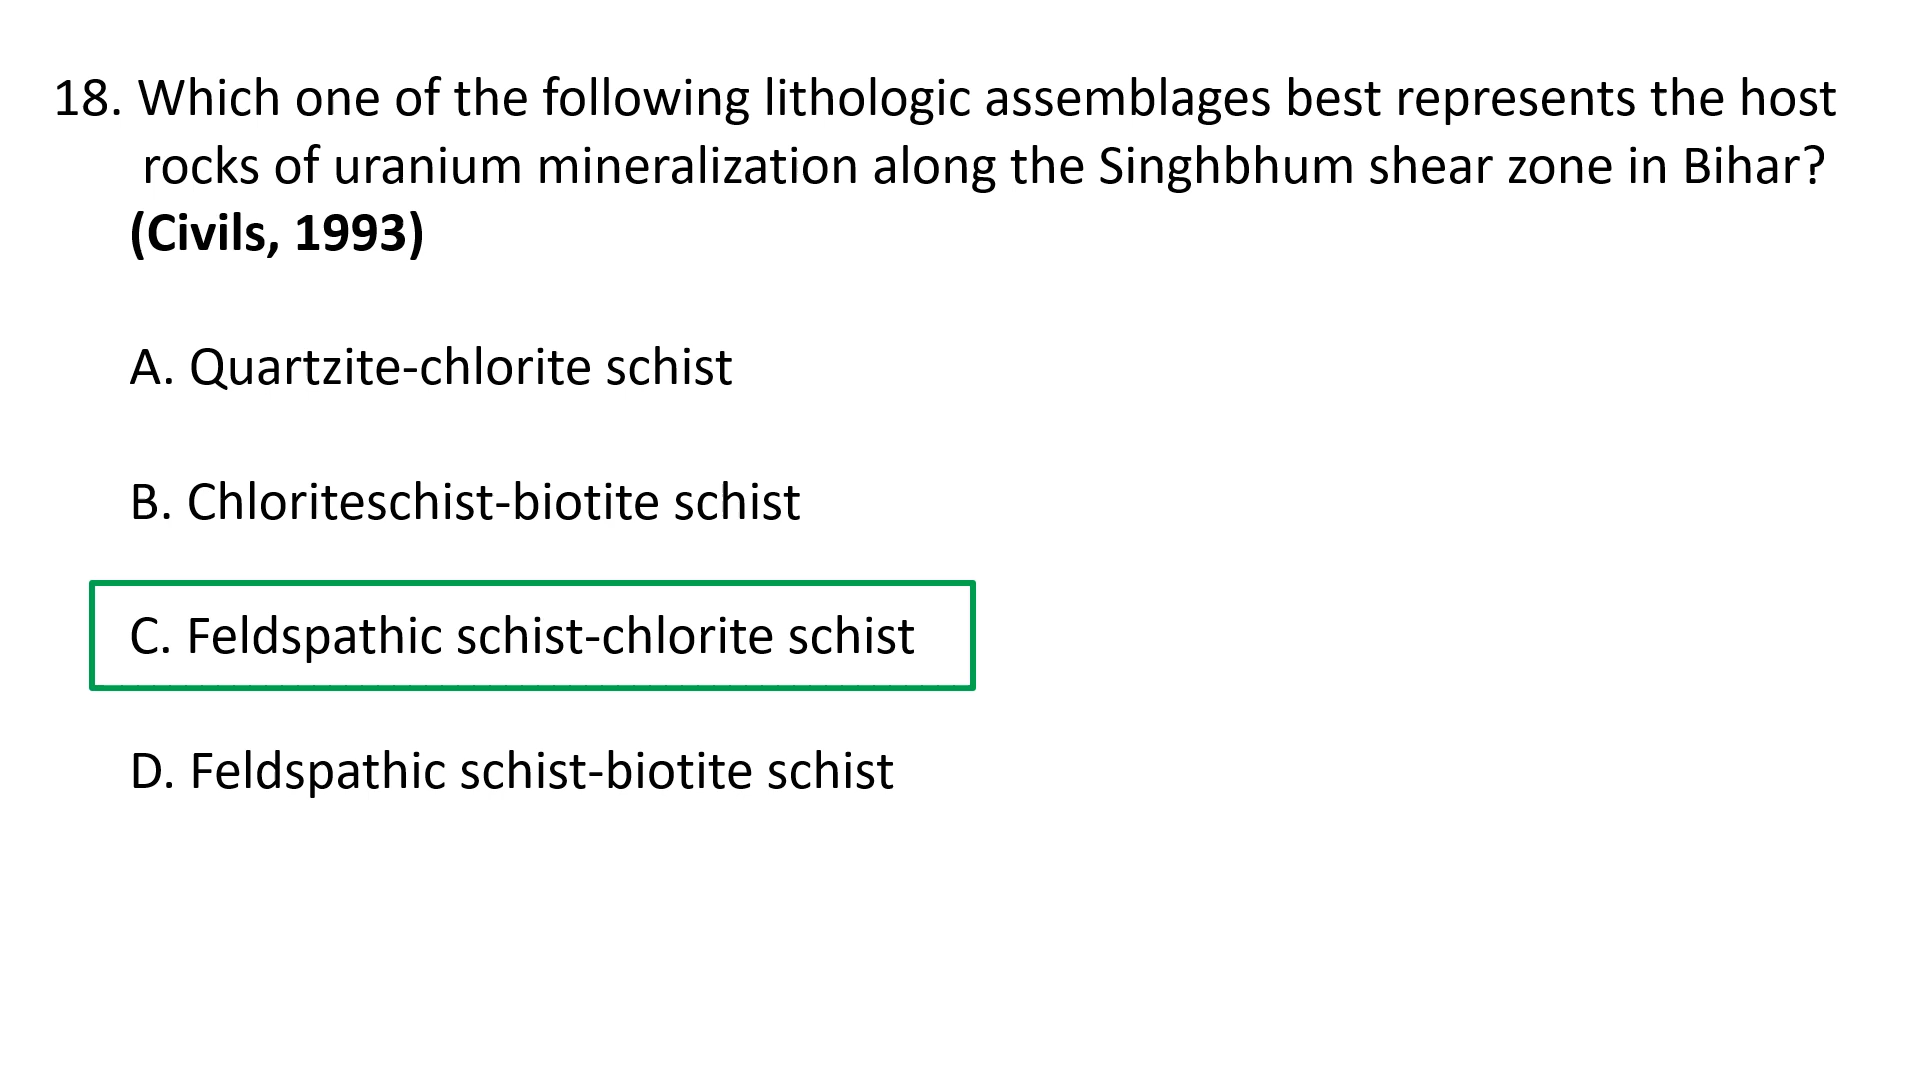 18. Which one of the following lithologic assemblages best represents the host
rocks of uranium mineralization along the Singhbhum shear zone in Bihar?
(Civils, 1993)
A. Quartzite-chlorite schist
B. Chloriteschist-biotite schist
C. Feldspathic schist-chlorite schist
D. Feldspathic schist-biotite schist